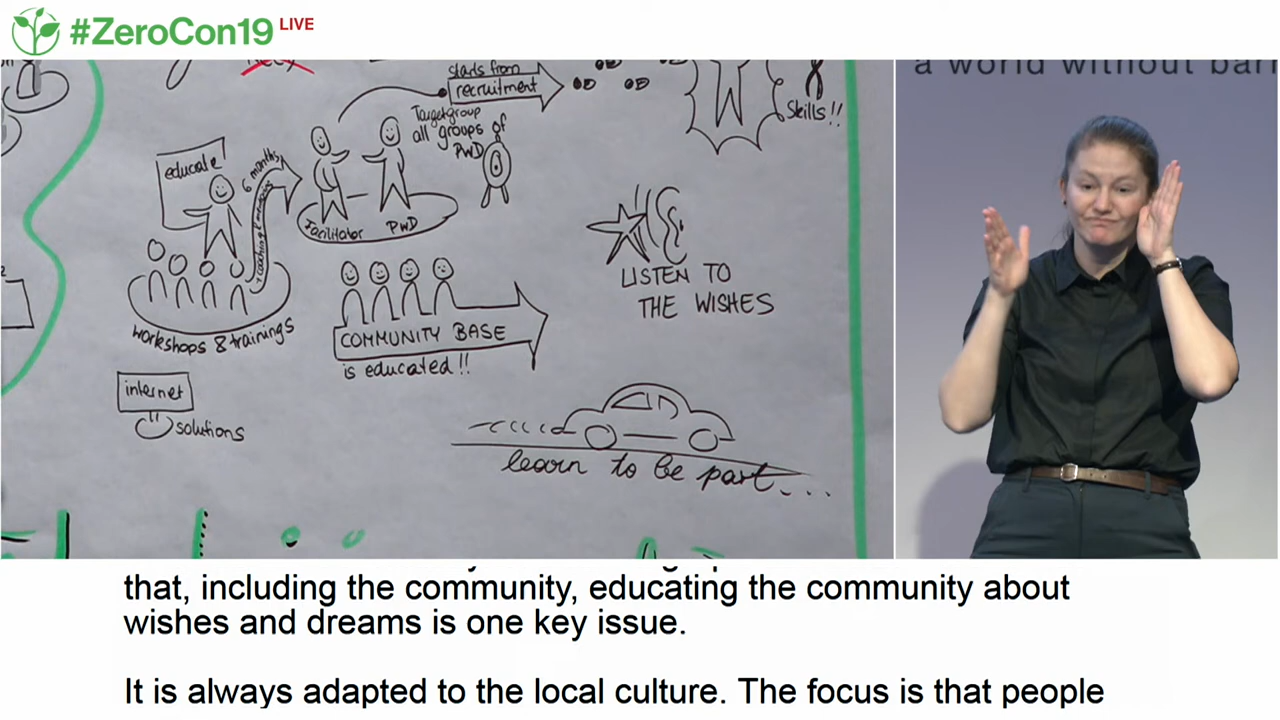 #ZeroCon19 LIVE
a world without barr
starts from
recruitment
Skills!!
Targetgroup
all groups of
PWD
educate
6 months
Facilitator PWD
LISTEN TO
THE WISHES
workshops & trainings
COMMUNITY BASE
is educated!!
internet
solutions
learn to be part...
that, including the community, educating the community about
wishes and dreams is one key issue.
It is always adapted to the local culture. The focus is that people